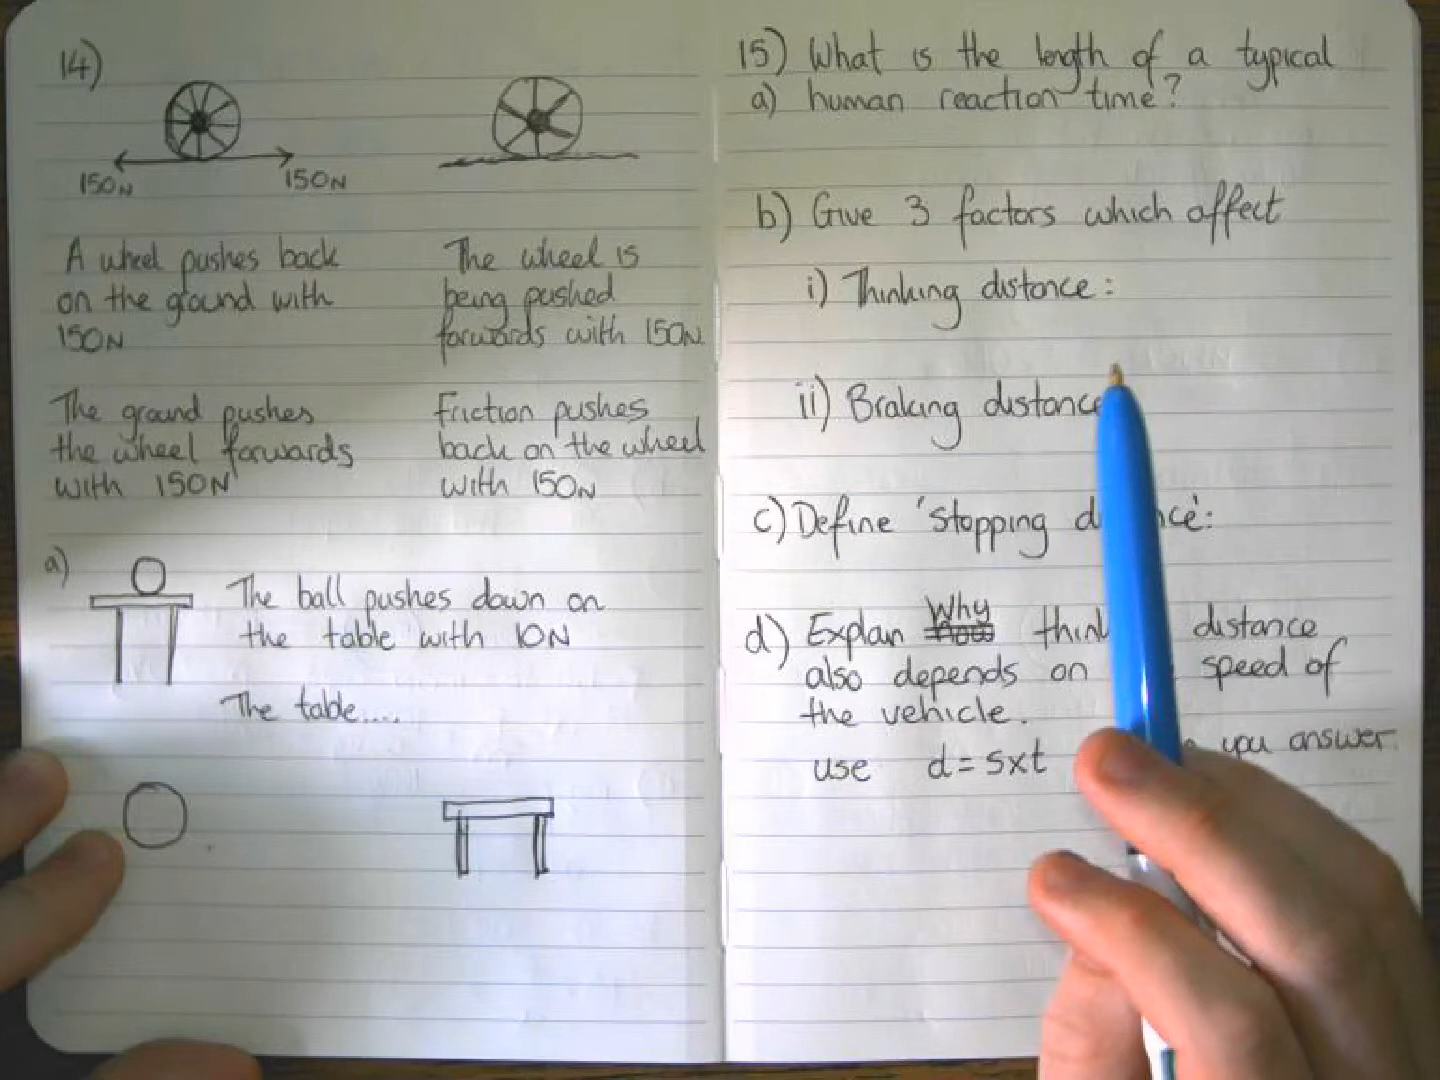 14)
150N
150N
A wheel pushes back
on the ground with
150N
The wheel is
being pushed
forwards with 150N
The ground pushes
the wheel forwards
with 150N
Friction pushes
back on the wheel
with 150N
a)
The ball pushes down on
the table with 10N
The table....
15) What is the length of a typical
a) human reaction time?
b) Give 3 factors which affect
i) Thinking distance:
ii) Braking distance
c) Define 'stopping
d) Explain Why distance
also depends on speed of
the vehicle.
use d=sxt you answer